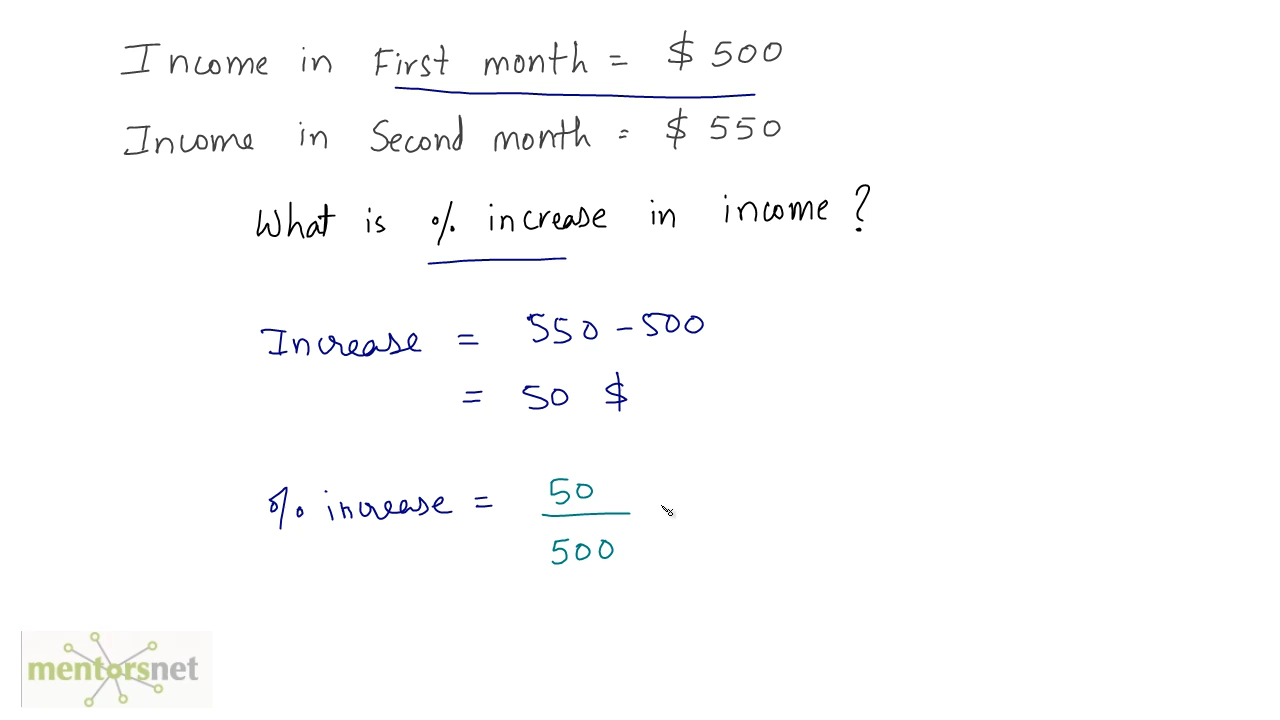 Income in First month = $ 500
Income in Second month = $ 550
What is % increase in income ?
Increase = 550 - 500
= 50 $
% increase = 50
500
mentorsnet